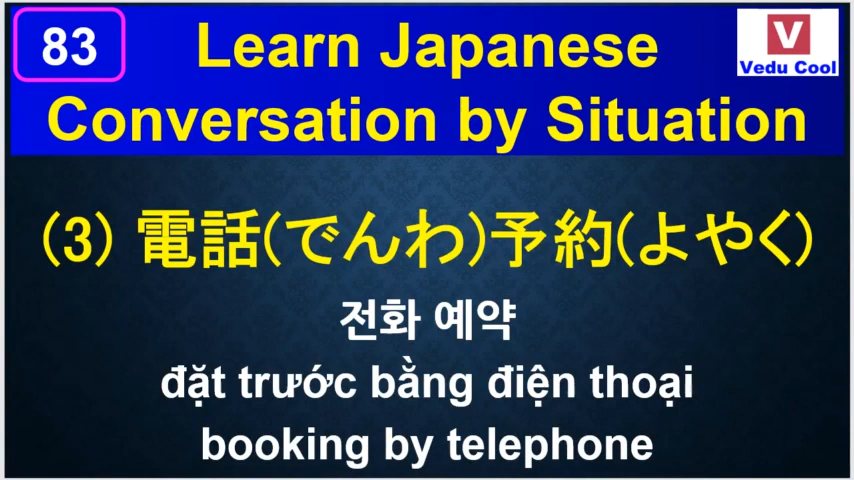 83
Learn Japanese
Conversation by Situation
V
Vedu Cool
(3) 電話(でんわ)予約(よやく)
전화 예약
đặt trước bằng điện thoại
booking by telephone